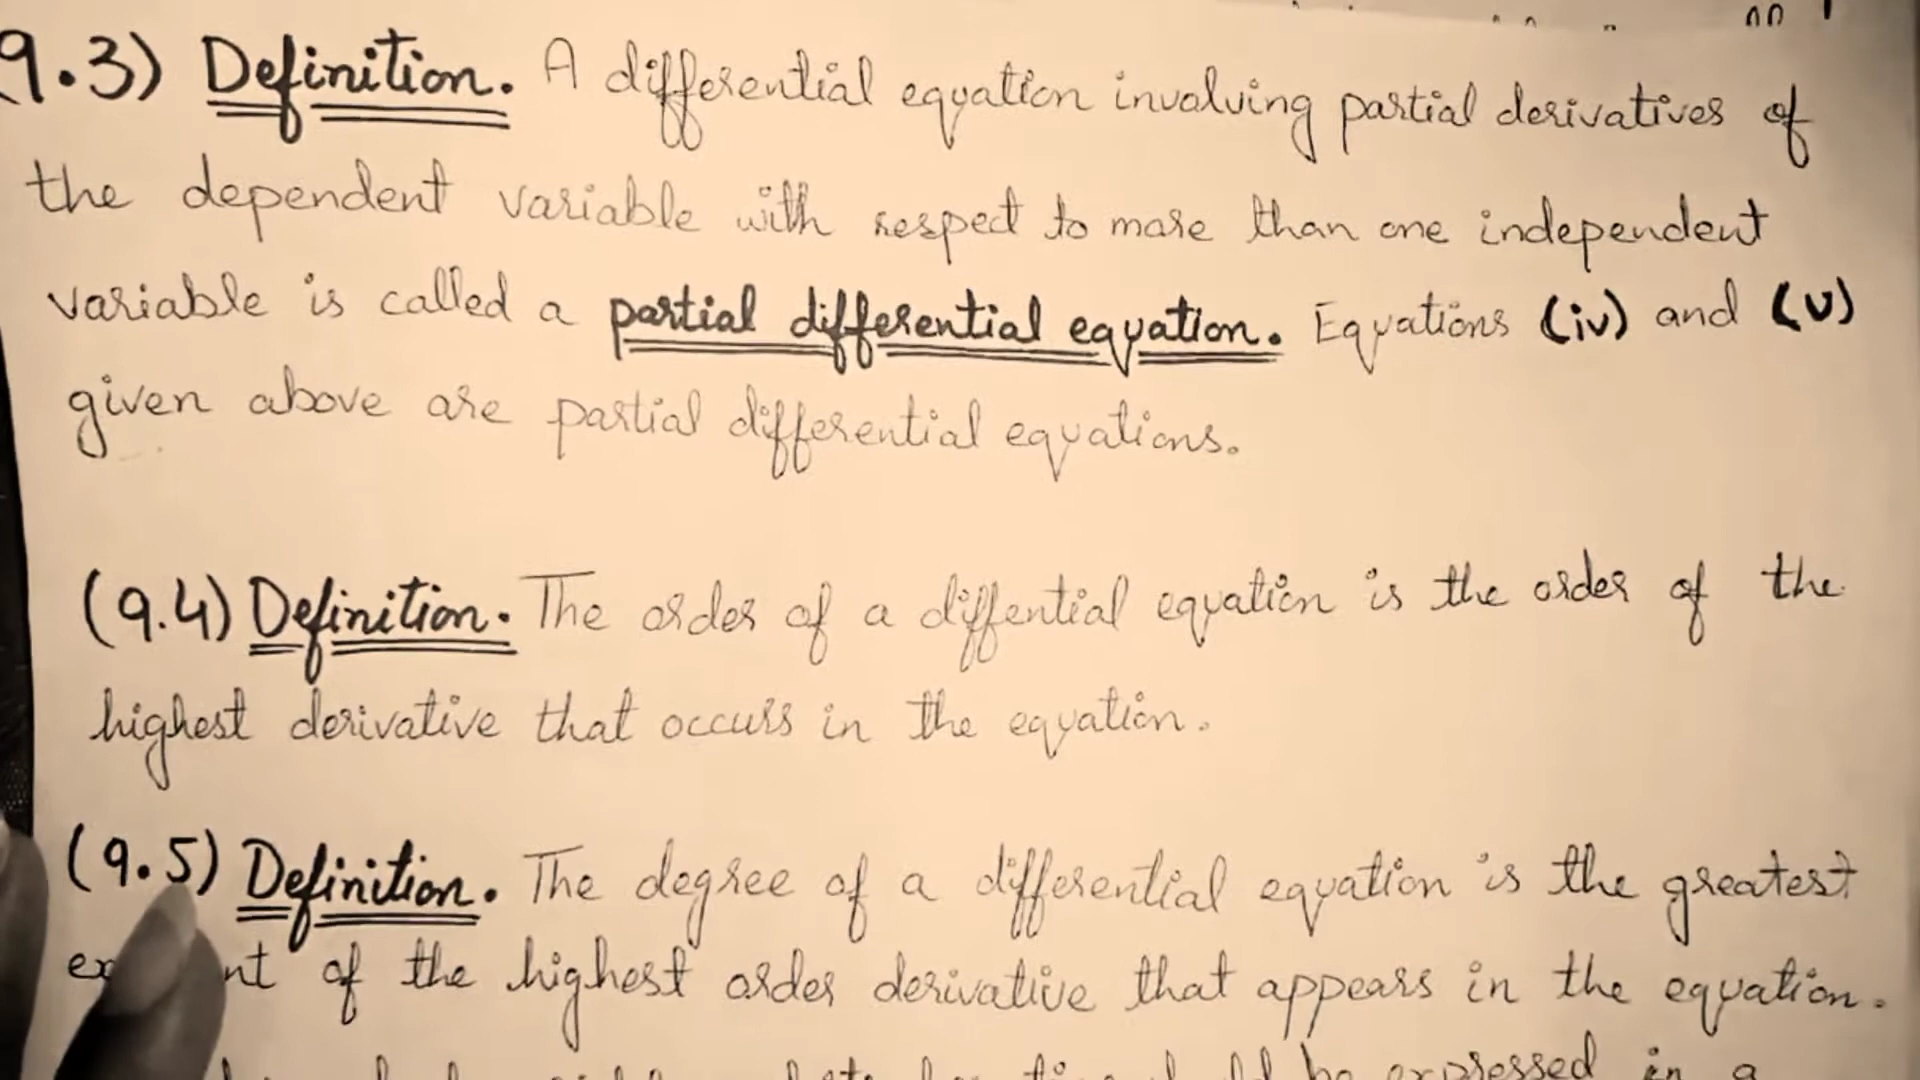 9.3) Definition. A differential equation involving partial derivatives of
the dependent variable with respect to more than one independent
variable is called a partial differential equation. Equations (iv) and (v)
given above are partial differential equations.
(9.4) Definition. The order of a diffential equation is the order of the
highest derivative that occurs in the equation.
(9.5) Definition. The degree of a differential equation is the greatest
of the highest order derivative that appears in the equation.
be expressed in a